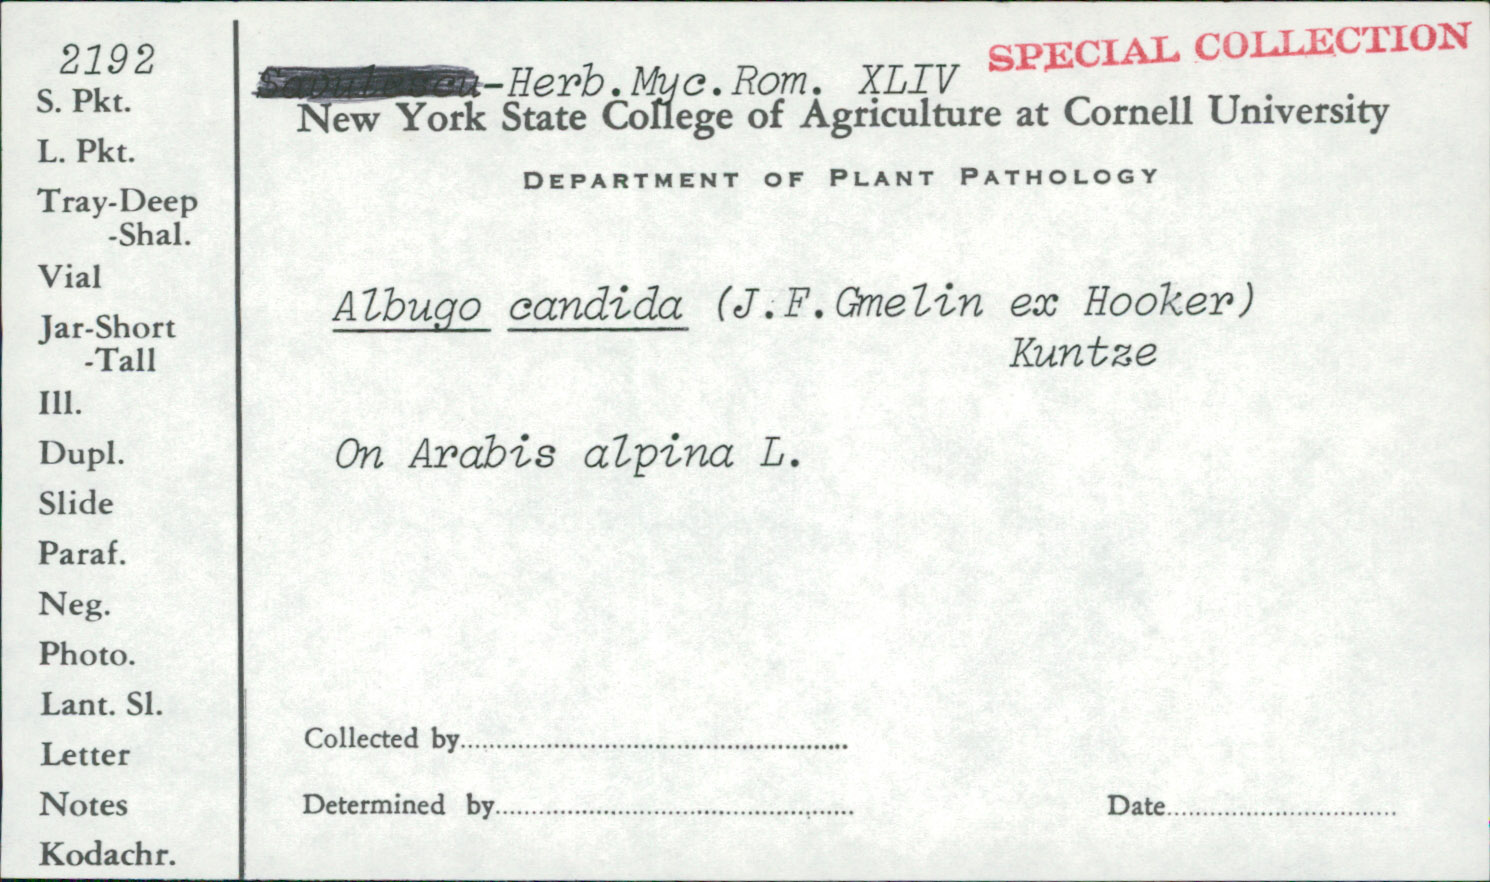 2192
S. Pkt.
L. Pkt.
Tray-Deep
-Shal.
Vial
Jar-Short
-Tall
Ill.
Dupl.
Slide
Paraf.
Neg.
Photo.
Lant. Sl.
Letter
Notes
Kodachr.
SPECIAL COLLECTION
-Herb.Myc.Rom. XLIV
New York State College of Agriculture at Cornell University
DEPARTMENT OF PLANT PATHOLOGY
Albugo candida (J.F.Gmelin ex Hooker)
Kuntze
On Arabis alpina L.
Collected by
Determined by
Date